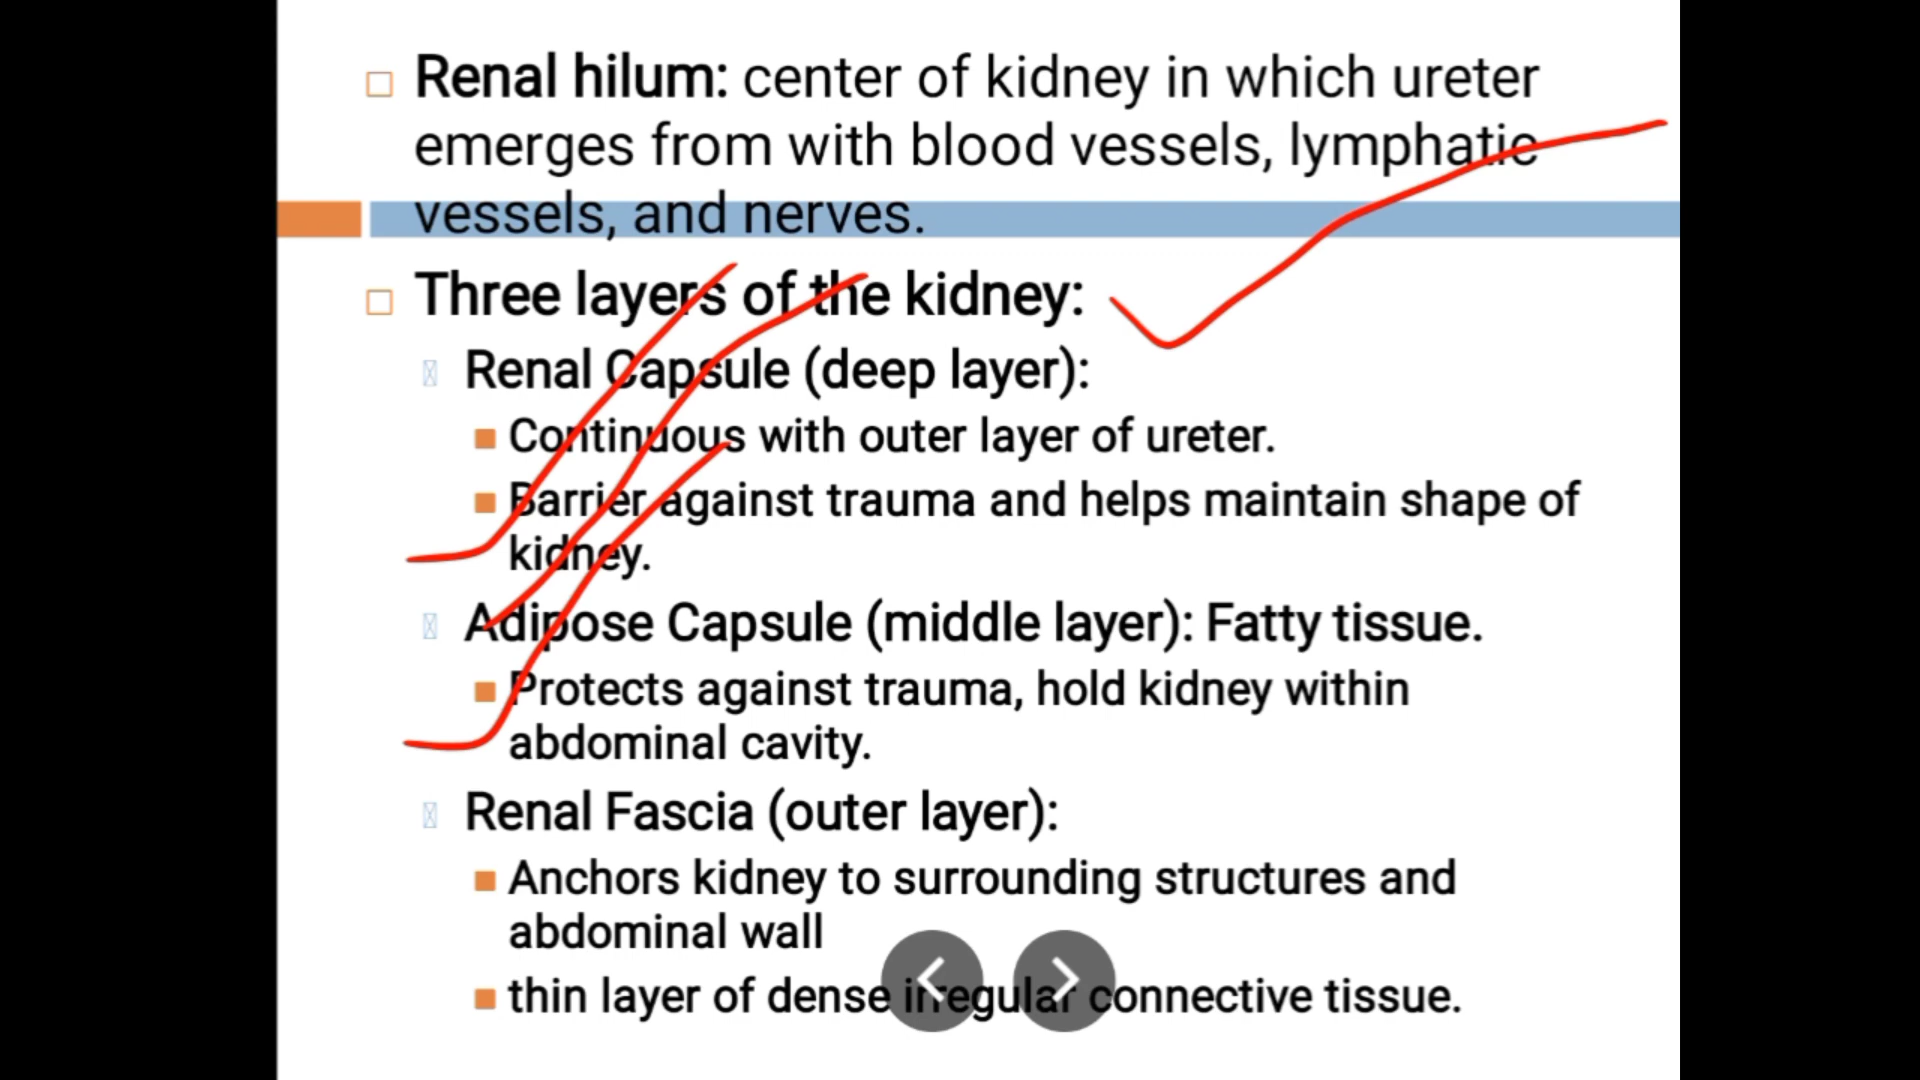 Renal hilum: center of kidney in which ureter
emerges from with blood vessels, lymphatic
vessels, and nerves.
Three layers of the kidney:
Renal Capsule (deep layer):
Continuous with outer layer of ureter.
Barrier against trauma and helps maintain shape of
kidney.
Adipose Capsule (middle layer): Fatty tissue.
Protects against trauma, hold kidney within
abdominal cavity.
Renal Fascia (outer layer):
Anchors kidney to surrounding structures and
abdominal wall
thin layer of dense irregular connective tissue.